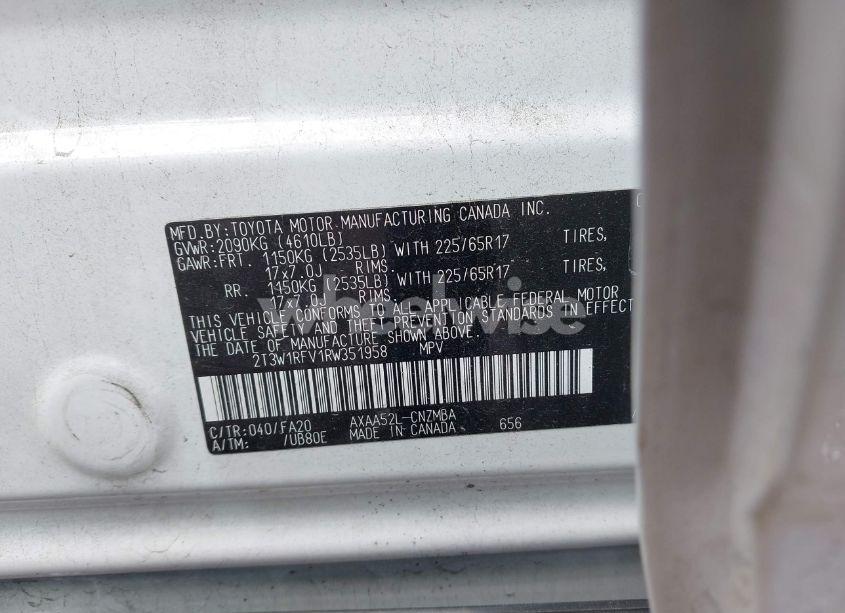 MFD.BY:TOYOTA MOTOR MANUFACTURING CANADA INC.
GVWR:2090KG (4610LB)
GAWR:FRT. 1150KG (2535LB) WITH 225/65R17 TIRES,
17x7.0J RIMS.
RR. 1150KG (2535LB) WITH 225/65R17 TIRES,
17x7.0J RIMS.
THIS VEHICLE CONFORMS TO ALL APPLICABLE FEDERAL MOTOR
VEHICLE SAFETY AND THEFT PREVENTION STANDARDS IN EFFECT
THE DATE OF MANUFACTURE SHOWN ABOVE.
2T3W1RFV1RW351958 MPV
C/TR:040/FA20 AXAA52L-CNZMBA
A/TM: /UB80E MADE IN CANADA 656
wheelwise